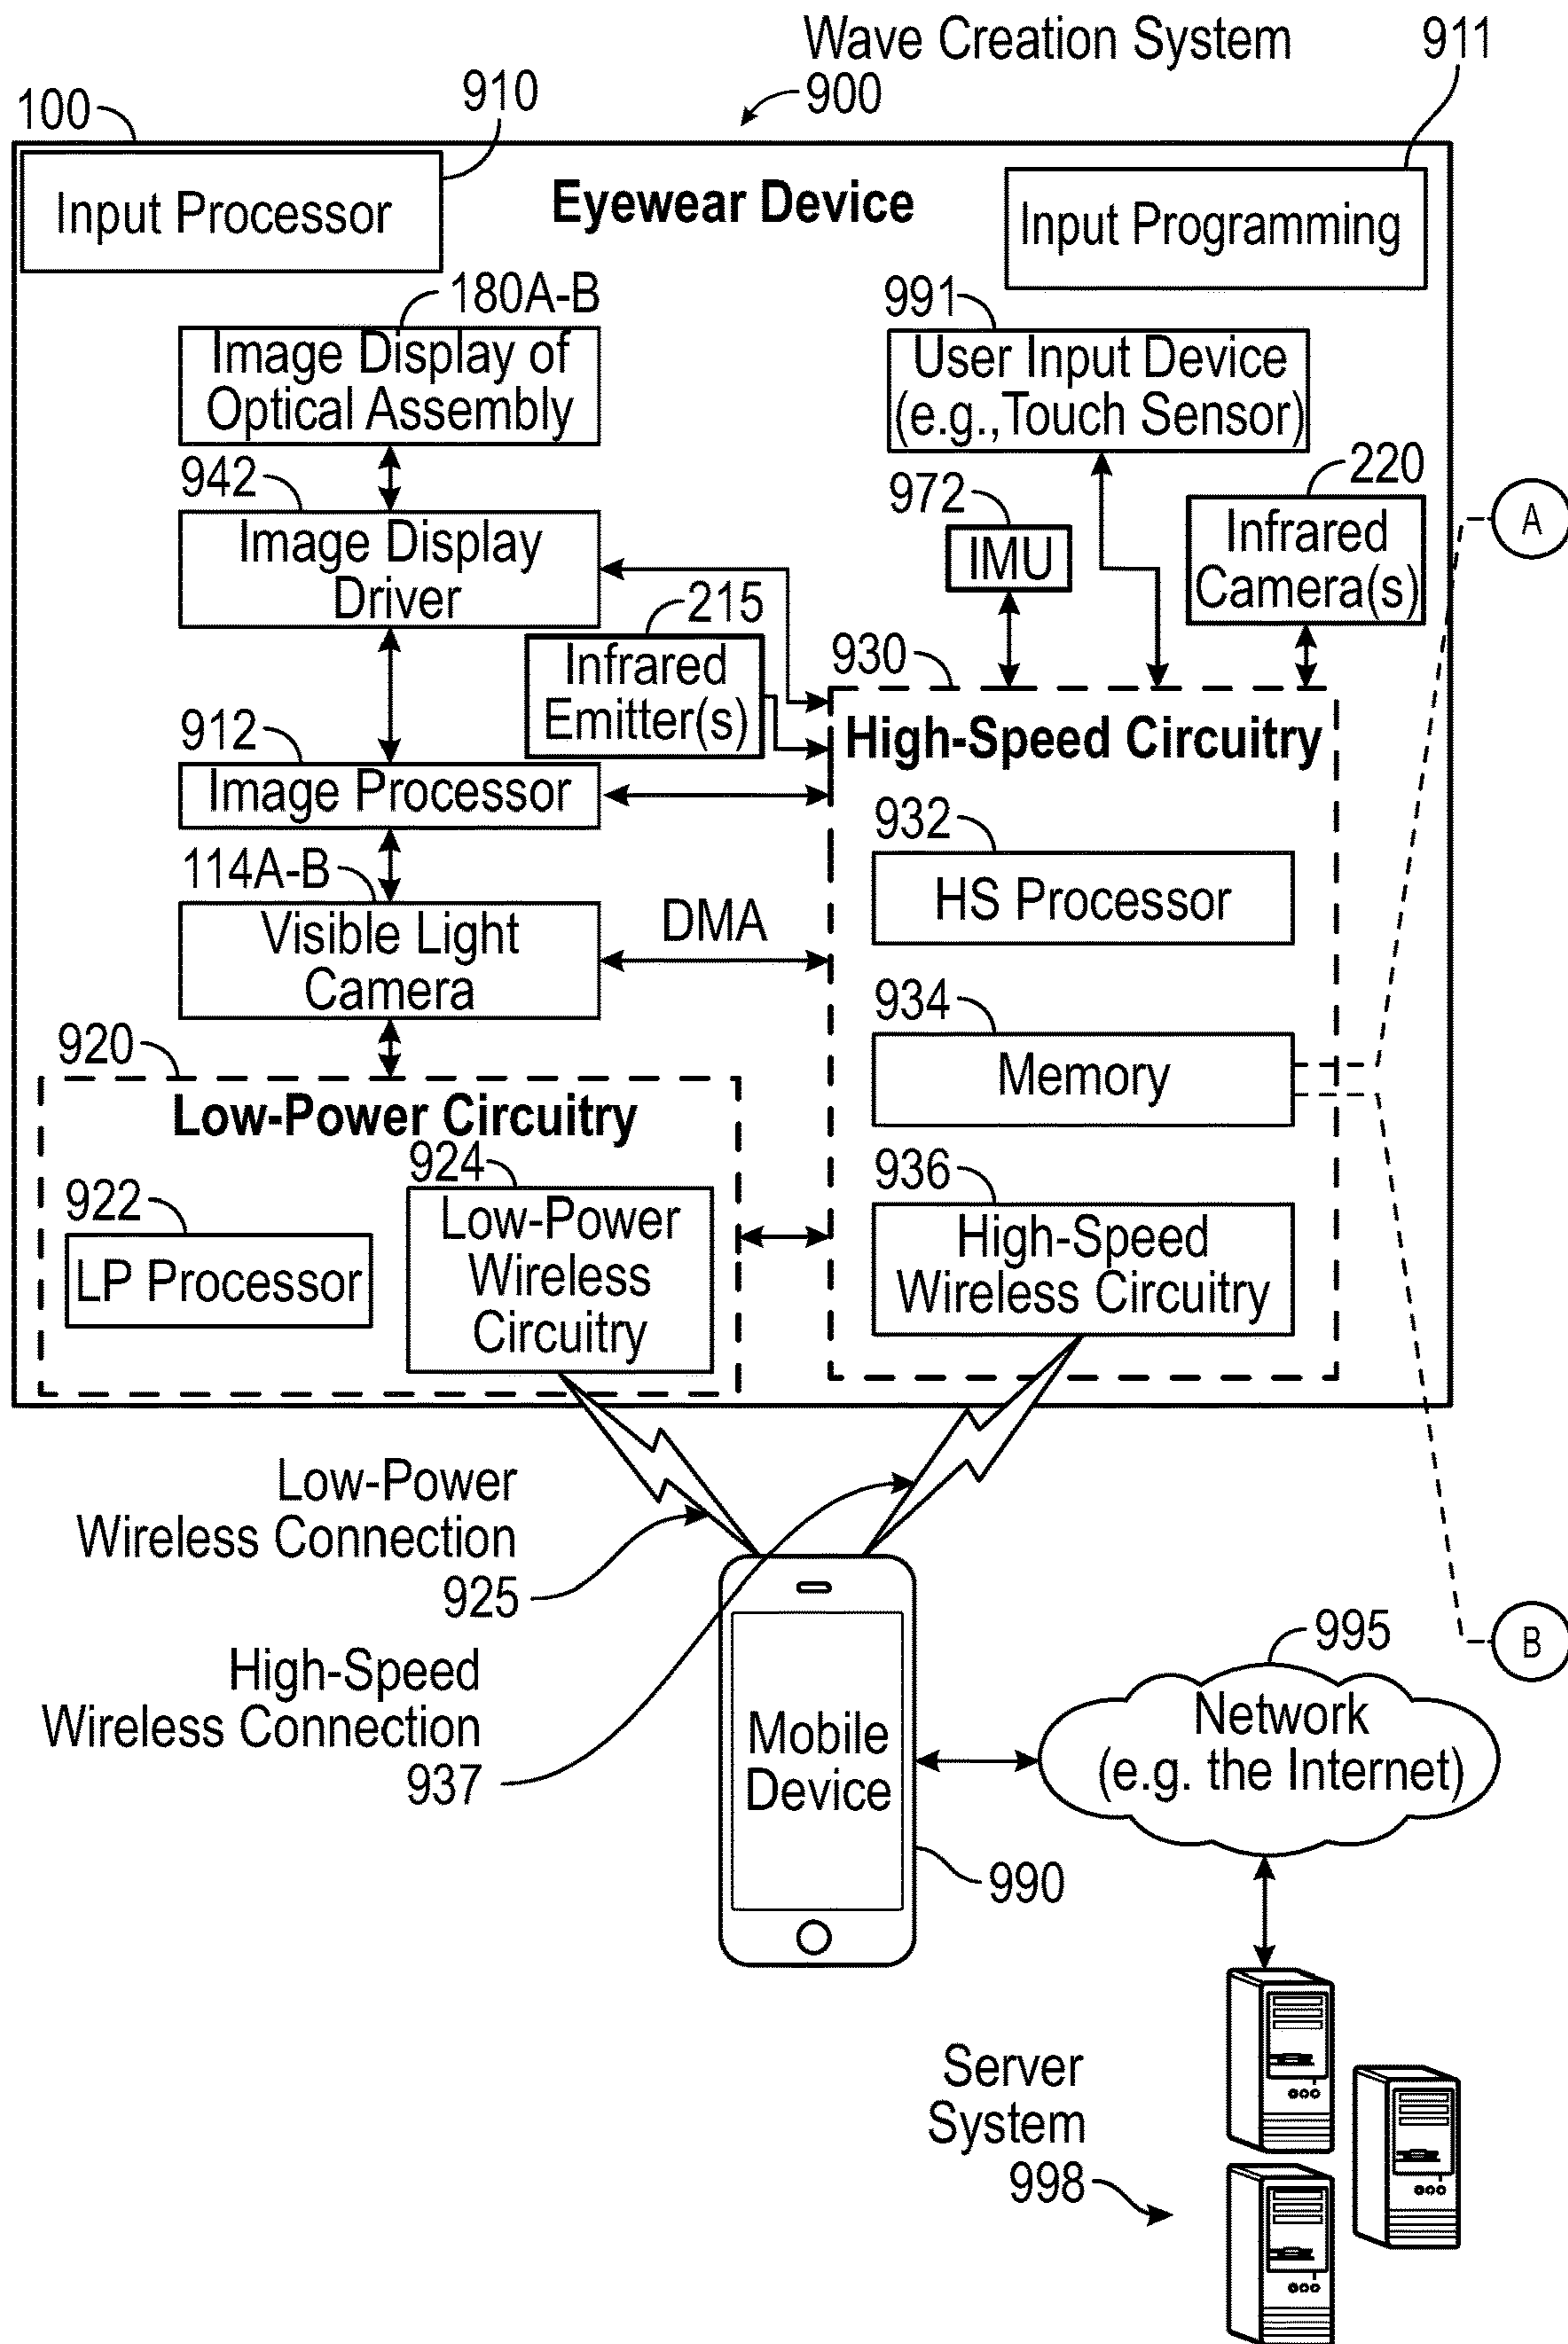 Wave Creation System
900
911
100
910
Input Processor
Eyewear Device
Input Programming
180A-B
Image Display of
Optical Assembly
991
User Input Device
(e.g.,Touch Sensor)
942
Image Display
Driver
972
IMU
220
Infrared
Camera(s)
A
215
Infrared
Emitter(s)
930
High-Speed Circuitry
912
Image Processor
932
HS Processor
114A-B
Visible Light
Camera
DMA
934
Memory
920
Low-Power Circuitry
922
LP Processor
924
Low-Power
Wireless
Circuitry
936
High-Speed
Wireless Circuitry
Low-Power
Wireless Connection
925
High-Speed
Wireless Connection
937
Mobile
Device
990
995
Network
(e.g. the Internet)
B
Server
System
998